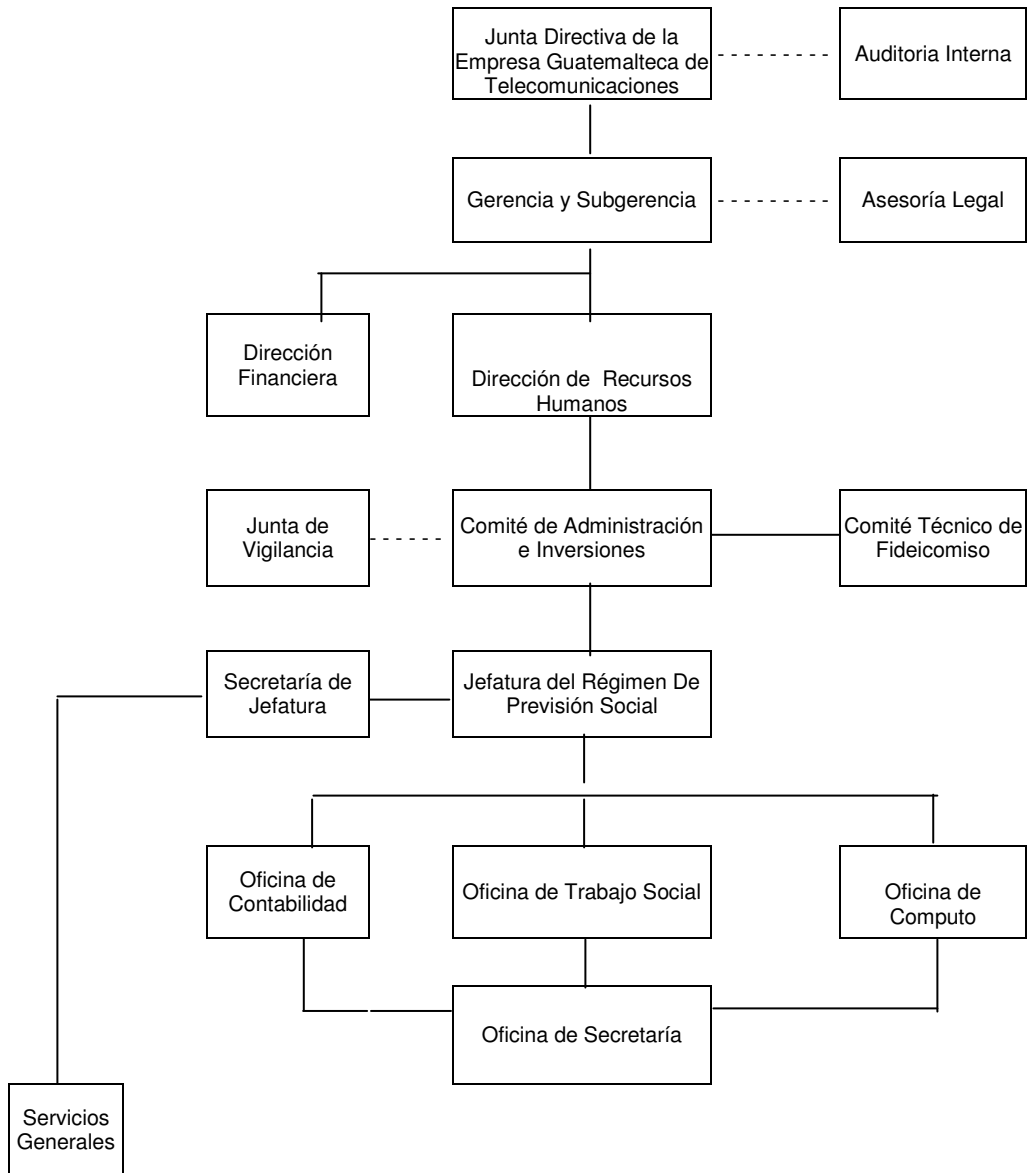 Junta Directiva de la
Empresa Guatemalteca de
Telecomunicaciones
Auditoria Interna
Gerencia y Subgerencia
Asesoría Legal
Dirección
Financiera
Dirección de Recursos
Humanos
Junta de
Vigilancia
Comité de Administración
e Inversiones
Comité Técnico de
Fideicomiso
Secretaría de
Jefatura
Jefatura del Régimen De
Previsión Social
Oficina de
Contabilidad
Oficina de Trabajo Social
Oficina de
Computo
Oficina de Secretaría
Servicios
Generales